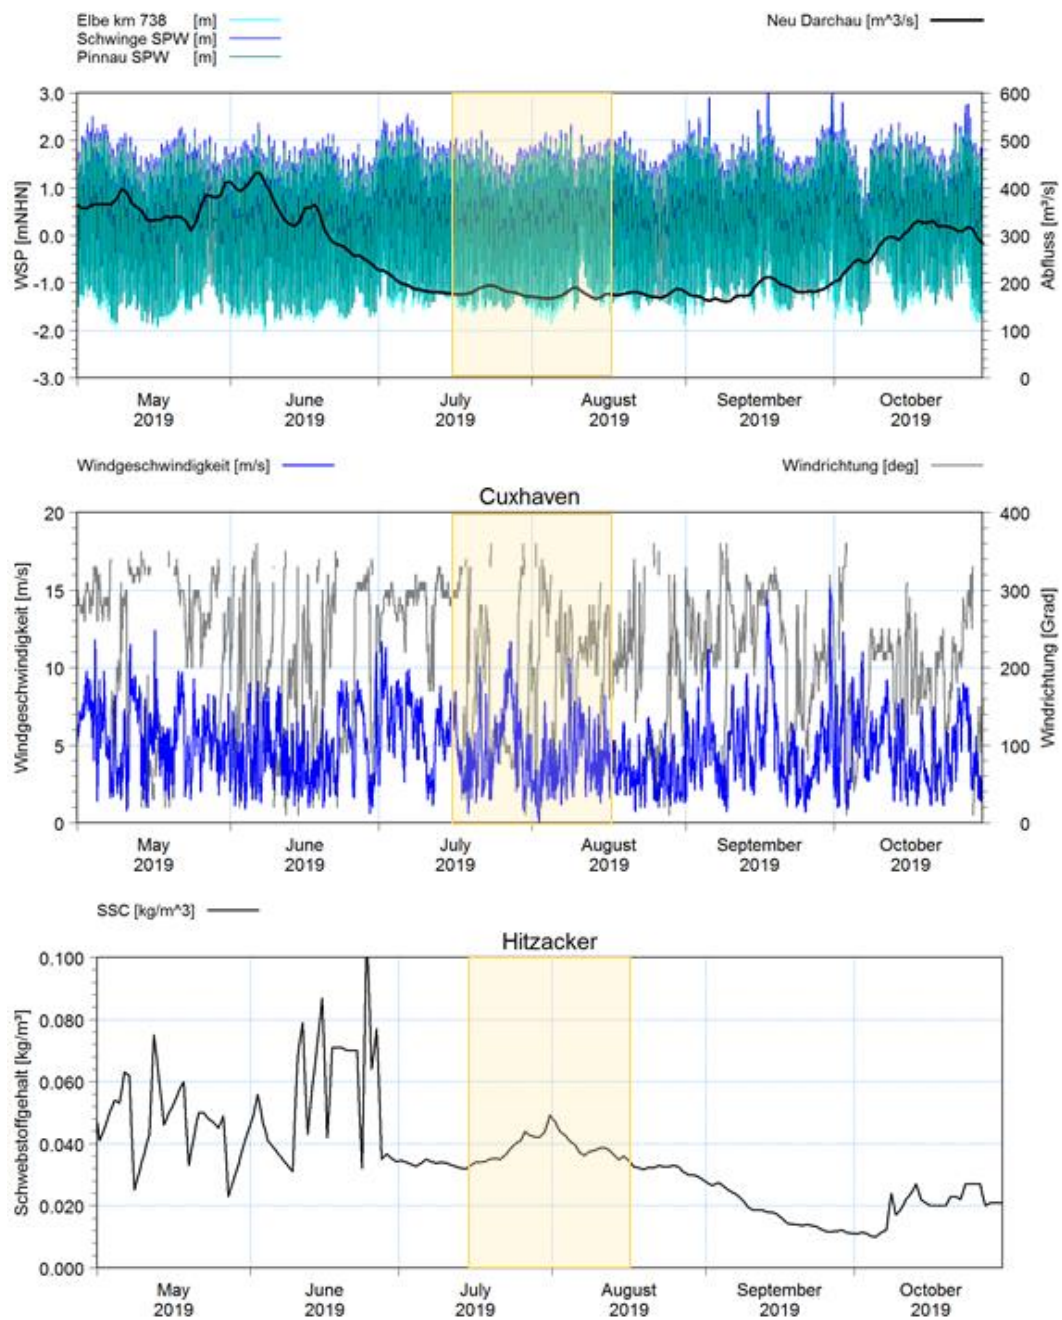 Elbe km 738 [m]
Neu Darchau [m^3/s]
Schwinge SPW [m]
Pinnau SPW [m]
3.0 600
2.0 500
1.0 400
0.0 300
-1.0 200
-2.0 100
-3.0 0
WSP [mNHN]
Abfluss [m³/s]
May June July August September October
2019 2019 2019 2019 2019 2019
Windgeschwindigkeit [m/s] Windrichtung [deg]
Cuxhaven
20 400
15 300
10 200
5 100
0 0
Windgeschwindigkeit [m/s]
Windrichtung [Grad]
May June July August September October
2019 2019 2019 2019 2019 2019
SSC [kg/m^3]
Hitzacker
0.100
0.080
0.060
0.040
0.020
0.000
Schwebstoffgehalt [kg/m³]
May June July August September October
2019 2019 2019 2019 2019 2019